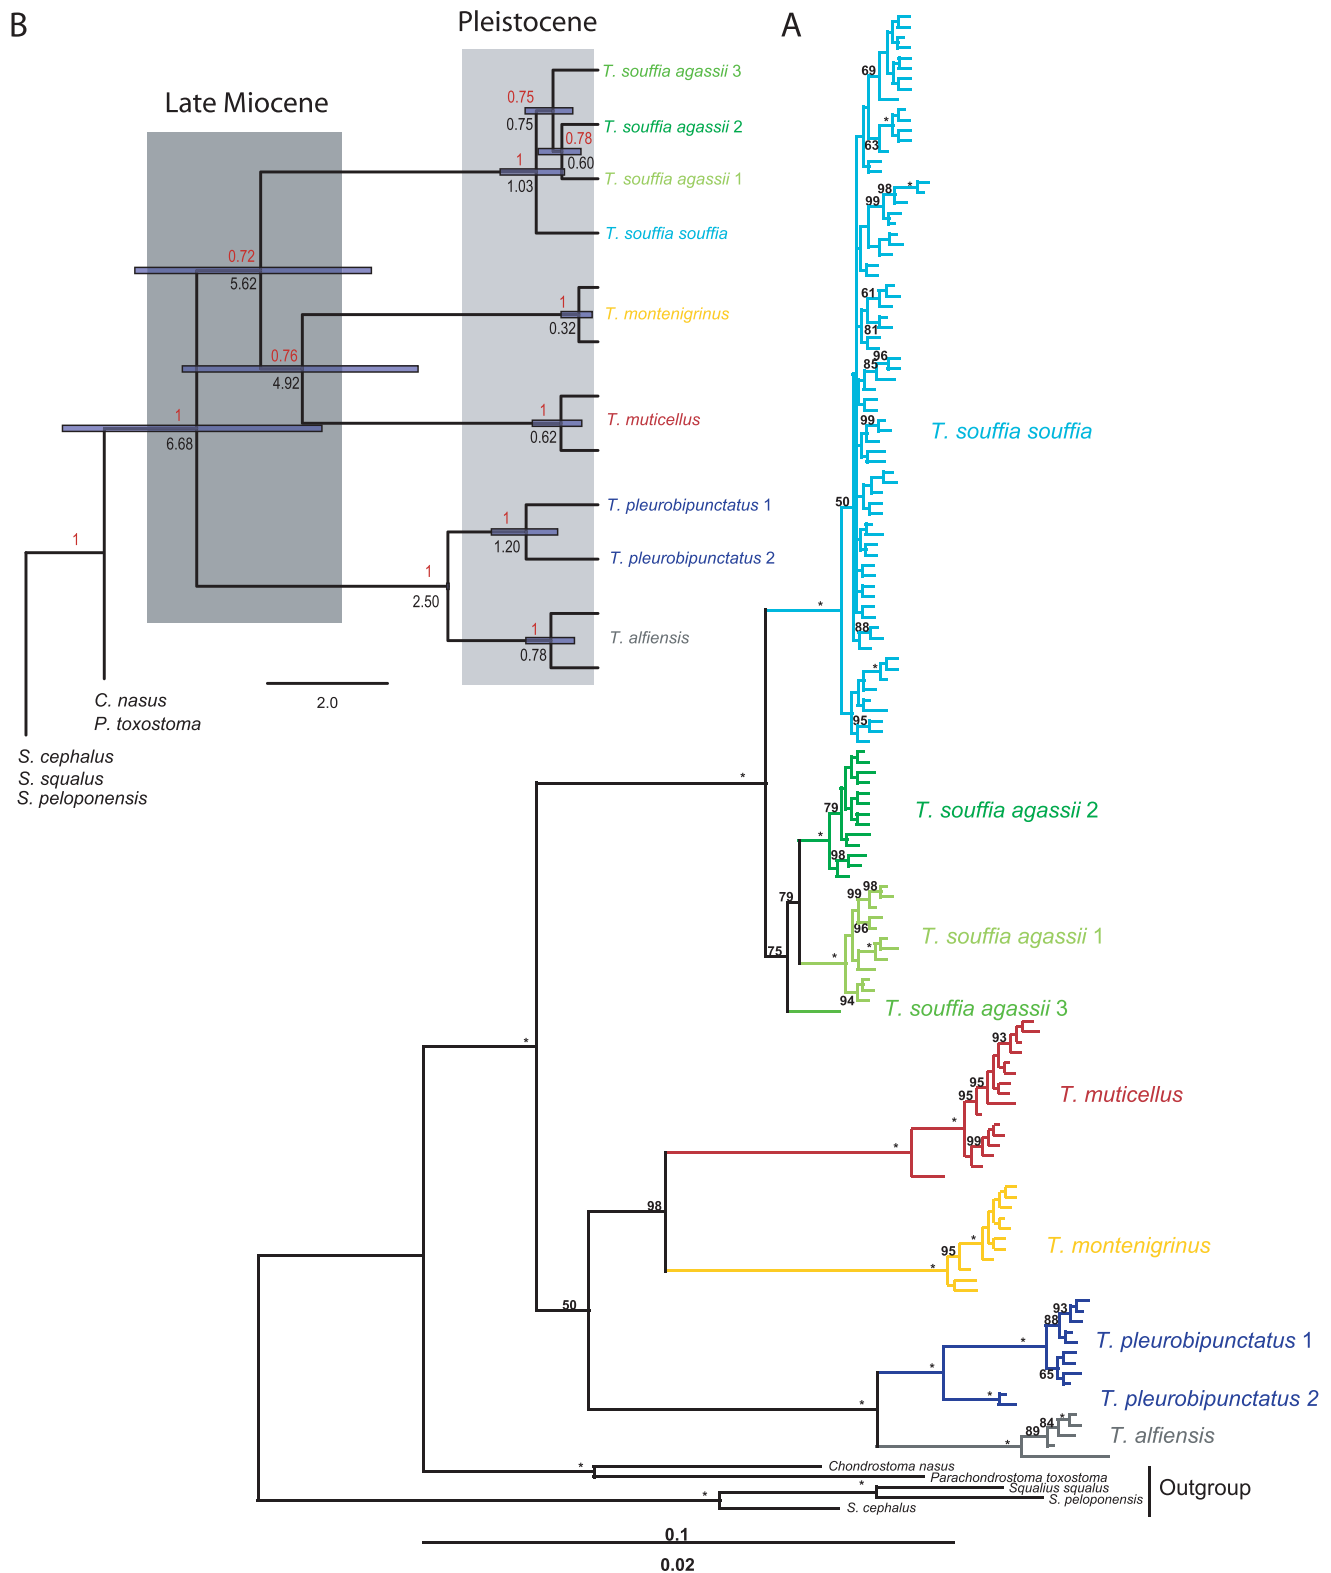 B
Pleistocene
A
Late Miocene
T. souffia agassii 3
T. souffia agassii 2
T. souffia agassii 1
T. souffia souffia
T. montenigrinus
T. muticellus
T. pleurobipunctatus 1
T. pleurobipunctatus 2
T. alfiensis
0.75
0.75
0.78
0.60
1
1.03
0.72
5.62
1
0.32
0.76
4.92
1
0.62
1
6.68
1
1.20
1
1
2.50
1
0.78
2.0
C. nasus
P. toxostoma
S. cephalus
S. squalus
S. peloponensis
69
*
63
*
98
99
61
81
96
85
99
50
*
88
*
95
T. souffia souffia
*
79
*
98
T. souffia agassii 2
79
98
99
96
*
*
75
94
T. souffia agassii 1
T. souffia agassii 3
*
93
95
95
*
*
99
T. muticellus
98
95
*
*
T. montenigrinus
50
93
88
*
*
65
T. pleurobipunctatus 1
*
T. pleurobipunctatus 2
*
*
84
89
*
T. alfiensis
*
Chondrostoma nasus
Parachondrostoma toxostoma
*
Squalius squalus
*
S. peloponensis
S. cephalus
Outgroup
0.1
0.02